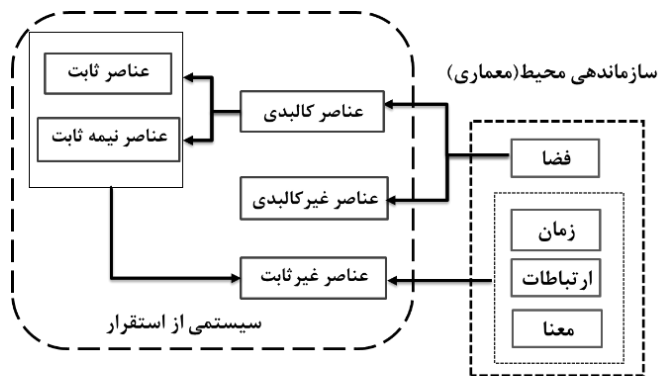 سازماندهی محیط(معماری)
فضا
زمان
ارتباطات
معنا
عناصر کالبدی
عناصر غیرکالبدی
عناصر غیرثابت
عناصر ثابت
عناصر نیمه ثابت
سیستمی از استقرار